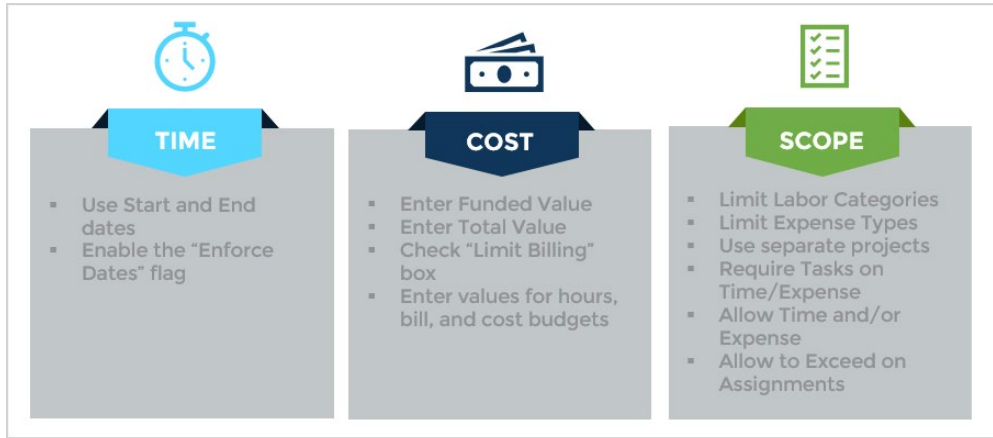 TIME
▪ Use Start and End
dates
▪ Enable the “Enforce
Dates” flag
COST
▪ Enter Funded Value
▪ Enter Total Value
▪ Check “Limit Billing”
box
▪ Enter values for hours,
bill, and cost budgets
SCOPE
▪ Limit Labor Categories
▪ Limit Expense Types
▪ Use separate projects
▪ Require Tasks on
Time/Expense
▪ Allow Time and/or
Expense
▪ Allow to Exceed on
Assignments